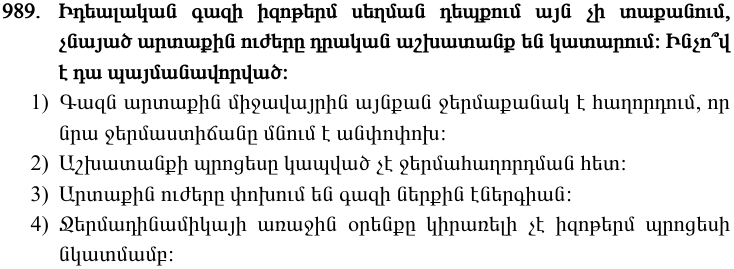 989. Իդեալական գազի իզոթերմ սեղման դեպքում այն չի տաքանում,
չնայած արտաքին ուժերը դրական աշխատանք են կատարում: Ինչո՞վ
է դա պայմանավորված:
1) Գազն արտաքին միջավայրին այնքան ջերմաքանակ է հաղորդում, որ
նրա ջերմաստիճանը մնում է անփոփոխ:
2) Աշխատանքի պրոցեսը կապված չէ ջերմահաղորդման հետ:
3) Արտաքին ուժերը փոխում են գազի ներքին էներգիան:
4) Ջերմադինամիկայի առաջին օրենքը կիրառելի չէ իզոթերմ պրոցեսի
նկատմամբ: